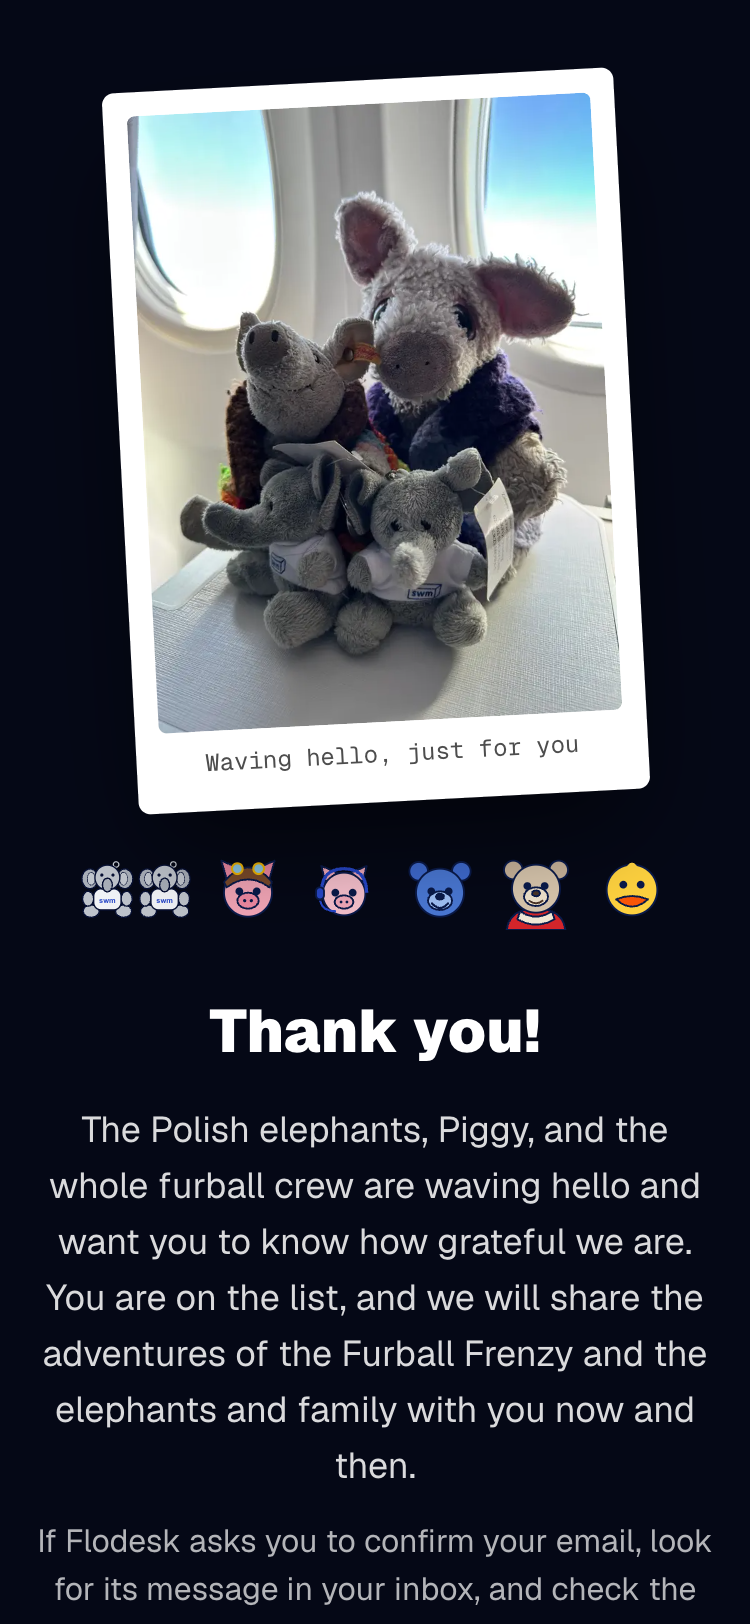 swm
Waving hello, just for you
swm swm
Thank you!
The Polish elephants, Piggy, and the
whole furball crew are waving hello and
want you to know how grateful we are.
You are on the list, and we will share the
adventures of the Furball Frenzy and the
elephants and family with you now and
then.
If Flodesk asks you to confirm your email, look
for its message in your inbox, and check the